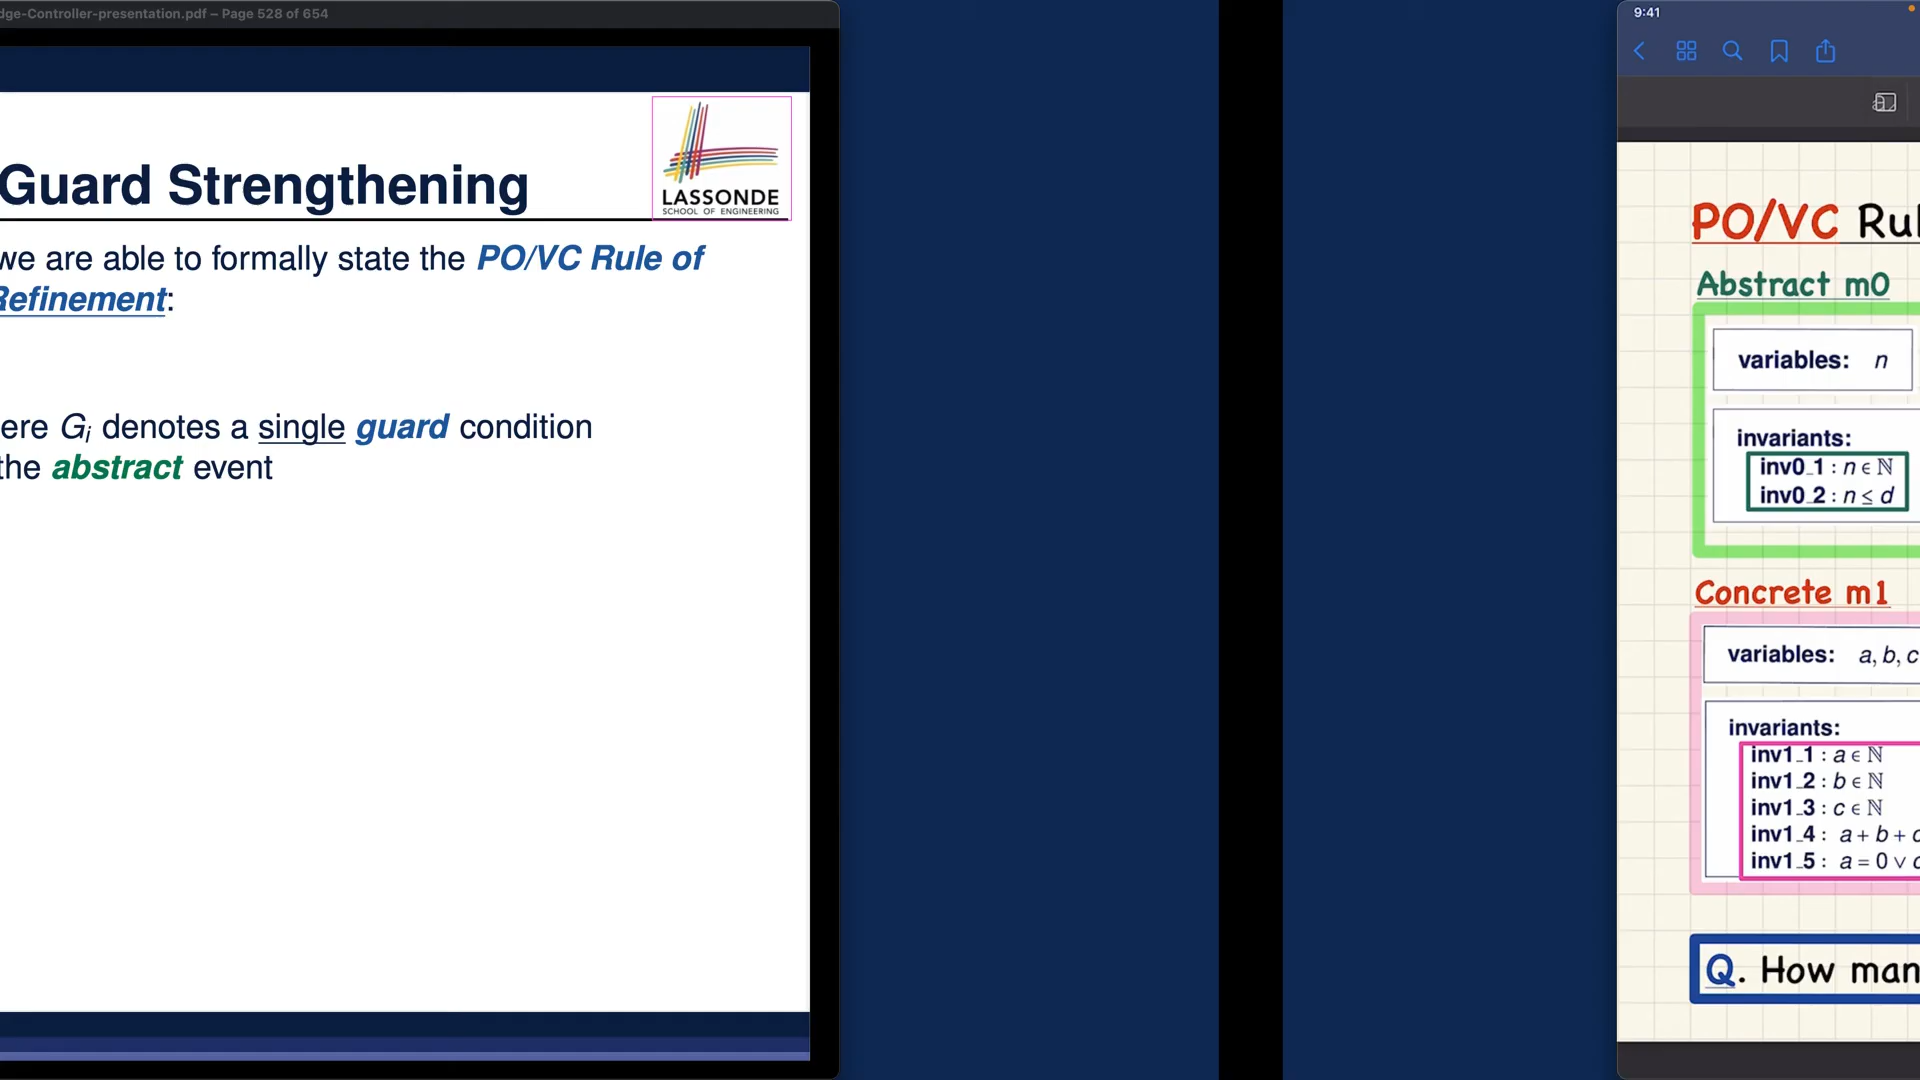 dge-Controller-presentation.pdf – Page 528 of 654
LASSONDE
SCHOOL OF ENGINEERING
Guard Strengthening
we are able to formally state the PO/VC Rule of
Refinement:
ere Gi denotes a single guard condition
the abstract event
9:41
PO/VC Rul
Abstract m0
variables: n
invariants:
inv0_1 : n ∈ ℕ
inv0_2 : n ≤ d
Concrete m1
variables: a, b, c
invariants:
inv1_1 : a ∈ ℕ
inv1_2 : b ∈ ℕ
inv1_3 : c ∈ ℕ
inv1_4 : a + b + c
inv1_5 : a = 0 ∨ c
Q. How man